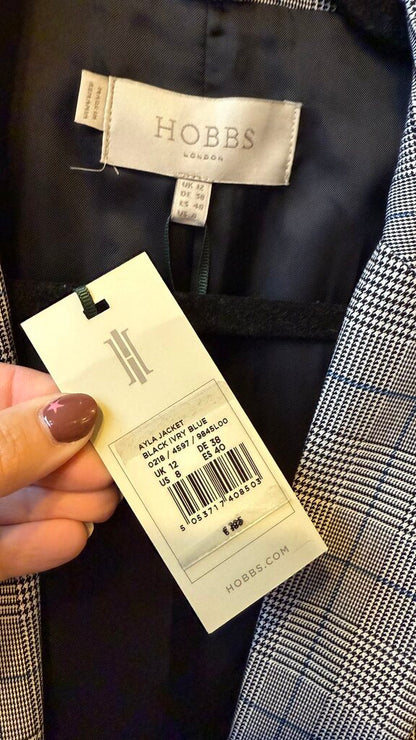 HOBBS
LONDON
UK 12
DE 38
ES 40
US 8
AYLA JACKET
BLACK IVRY BLUE
0218 / 4597 / 9845L00
UK 12 DE 38
US 8 ES 40
5 053717 408503
HOBBS.COM